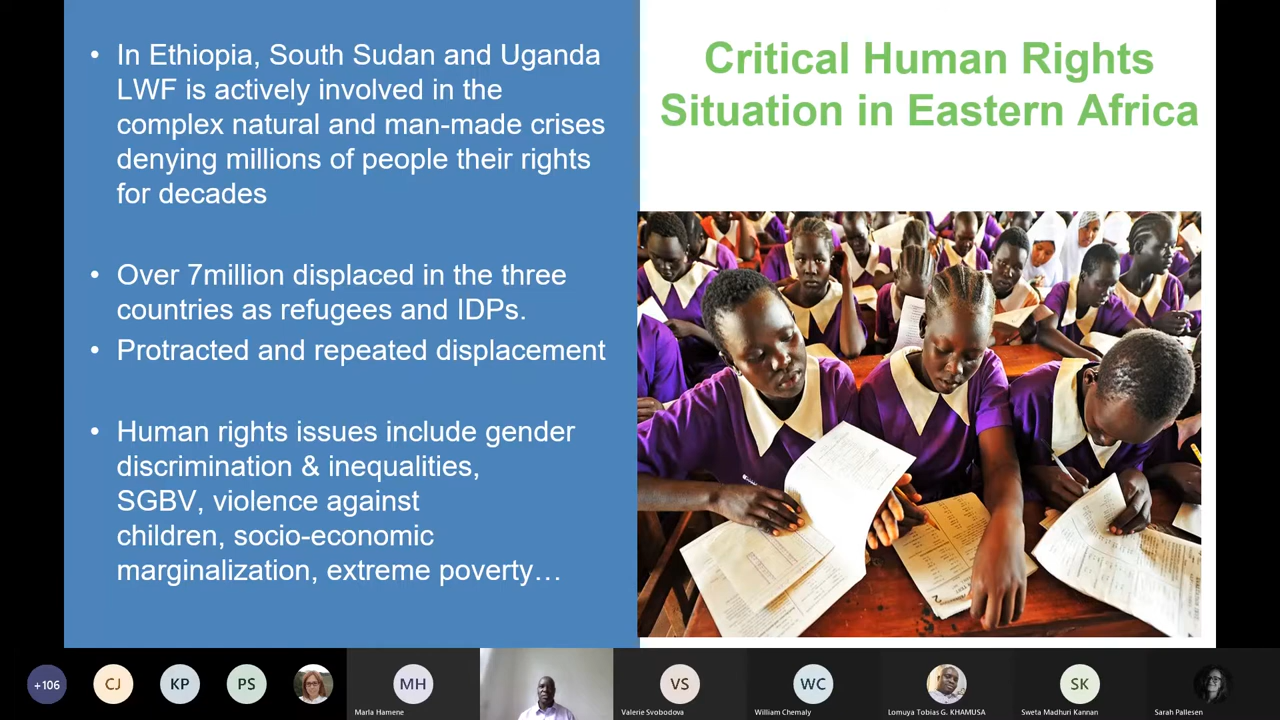 • In Ethiopia, South Sudan and Uganda
LWF is actively involved in the
complex natural and man-made crises
denying millions of people their rights
for decades
• Over 7million displaced in the three
countries as refugees and IDPs.
• Protracted and repeated displacement
• Human rights issues include gender
discrimination & inequalities,
SGBV, violence against
children, socio-economic
marginalization, extreme poverty…
Critical Human Rights
Situation in Eastern Africa
+106
CJ
KP
PS
MH
Marla Hamene
VS
Valerie Svobodova
WC
William Chemaly
Lomuya Tobias G. KHAMUSA
SK
Sweta Madhuri Kannan
Sarah Pallesen